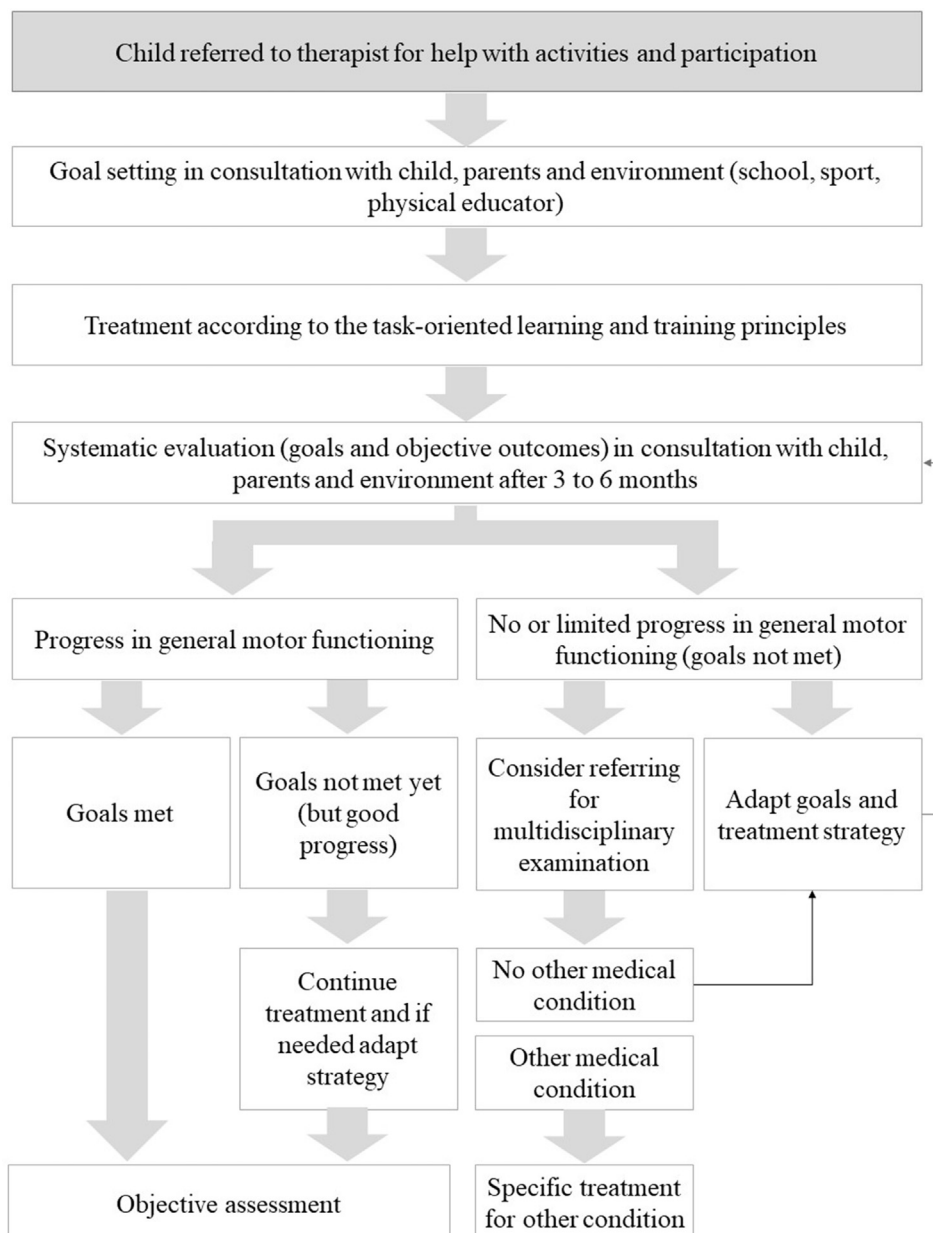 Child referred to therapist for help with activities and participation
Goal setting in consultation with child, parents and environment (school, sport,
physical educator)
Treatment according to the task-oriented learning and training principles
Systematic evaluation (goals and objective outcomes) in consultation with child,
parents and environment after 3 to 6 months
Progress in general motor functioning
No or limited progress in general motor
functioning (goals not met)
Goals met
Goals not met yet
(but good
progress)
Consider referring
for
multidisciplinary
examination
Adapt goals and
treatment strategy
Continue
treatment and if
needed adapt
strategy
No other medical
condition
Other medical
condition
Objective assessment
Specific treatment
for other condition